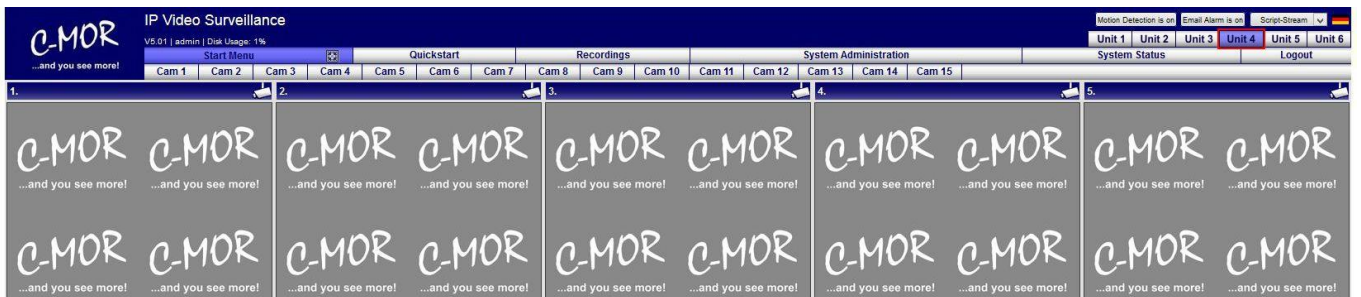 C-MOR
...and you see more!
IP Video Surveillance
V5.01 | admin | Disk Usage: 1%
Motion Detection is on Email Alarm is on Script-Stream
Unit 1 Unit 2 Unit 3 Unit 4 Unit 5 Unit 6
Start Menu Quickstart Recordings System Administration System Status Logout
Cam 1 Cam 2 Cam 3 Cam 4 Cam 5 Cam 6 Cam 7 Cam 8 Cam 9 Cam 10 Cam 11 Cam 12 Cam 13 Cam 14 Cam 15
1. 2. 3. 4. 5.
C-MOR C-MOR C-MOR C-MOR C-MOR C-MOR C-MOR C-MOR C-MOR C-MOR
...and you see more! ...and you see more! ...and you see more! ...and you see more! ...and you see more! ...and you see more! ...and you see more! ...and you see more! ...and you see more! ...and you see more!
C-MOR C-MOR C-MOR C-MOR C-MOR C-MOR C-MOR C-MOR C-MOR C-MOR
...and you see more! ...and you see more! ...and you see more! ...and you see more! ...and you see more! ...and you see more! ...and you see more! ...and you see more! ...and you see more! ...and you see more!